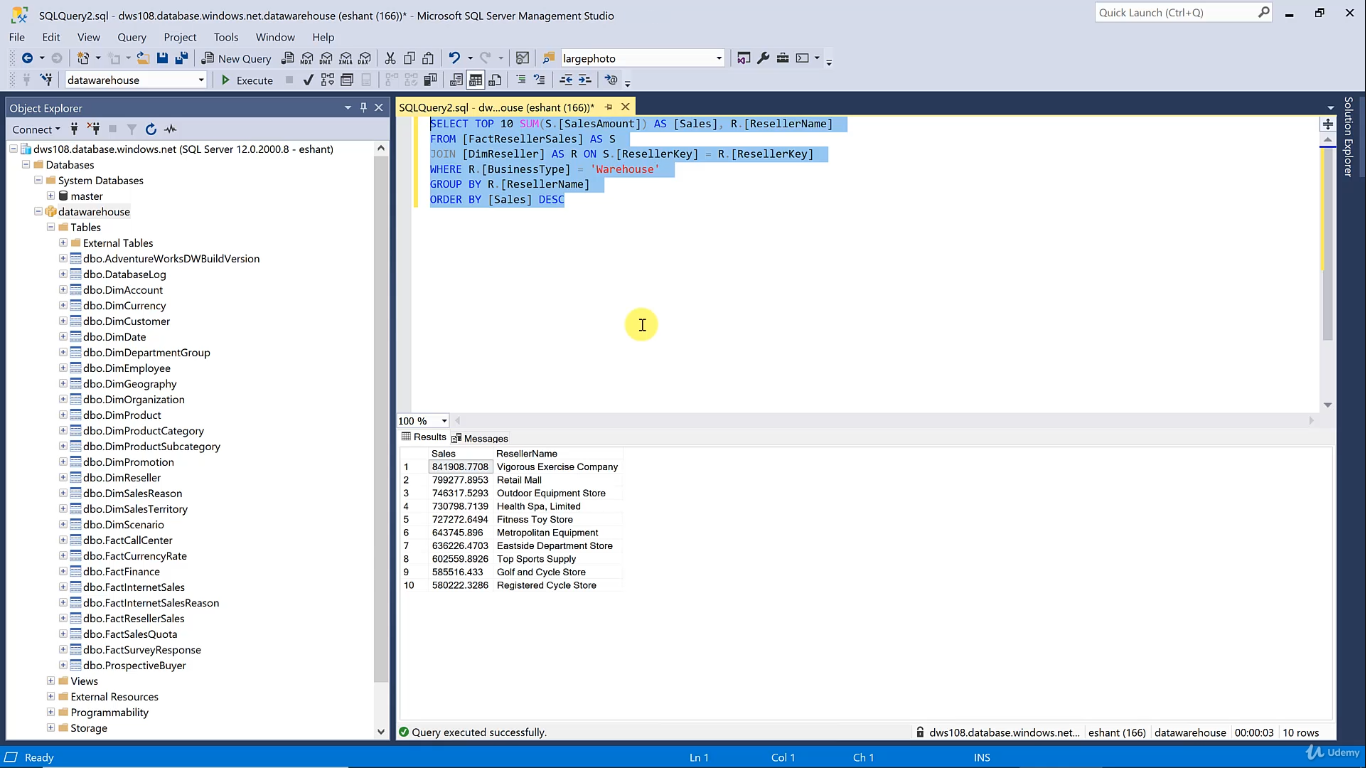 SQLQuery2.sql - dws108.database.windows.net.datawarehouse (eshant (166))* - Microsoft SQL Server Management Studio
Quick Launch (Ctrl+Q)
File Edit View Query Project Tools Window Help
New Query
largephoto
datawarehouse
Execute
Object Explorer
SQLQuery2.sql - dw...ouse (eshant (166))*
Connect
dws108.database.windows.net (SQL Server 12.0.2000.8 - eshant)
Databases
System Databases
master
datawarehouse
Tables
External Tables
dbo.AdventureWorksDWBuildVersion
dbo.DatabaseLog
dbo.DimAccount
dbo.DimCurrency
dbo.DimCustomer
dbo.DimDate
dbo.DimDepartmentGroup
dbo.DimEmployee
dbo.DimGeography
dbo.DimOrganization
dbo.DimProduct
dbo.DimProductCategory
dbo.DimProductSubcategory
dbo.DimPromotion
dbo.DimReseller
dbo.DimSalesReason
dbo.DimSalesTerritory
dbo.DimScenario
dbo.FactCallCenter
dbo.FactCurrencyRate
dbo.FactFinance
dbo.FactInternetSales
dbo.FactInternetSalesReason
dbo.FactResellerSales
dbo.FactSalesQuota
dbo.FactSurveyResponse
dbo.ProspectiveBuyer
Views
External Resources
Programmability
Storage
SELECT TOP 10 SUM(S.[SalesAmount]) AS [Sales], R.[ResellerName]
FROM [FactResellerSales] AS S
JOIN [DimReseller] AS R ON S.[ResellerKey] = R.[ResellerKey]
WHERE R.[BusinessType] = 'Warehouse'
GROUP BY R.[ResellerName]
ORDER BY [Sales] DESC
100 %
Results Messages
Sales ResellerName
1 841908.7708 Vigorous Exercise Company
2 799277.8953 Retail Mall
3 746317.5293 Outdoor Equipment Store
4 730798.7139 Health Spa, Limited
5 727272.6494 Fitness Toy Store
6 643745.896 Metropolitan Equipment
7 636226.4703 Eastside Department Store
8 602559.8926 Top Sports Supply
9 585516.433 Golf and Cycle Store
10 580222.3286 Registered Cycle Store
Query executed successfully.
dws108.database.windows.net... eshant (166) datawarehouse 00:00:03 10 rows
Solution Explorer
Ready
Ln 1 Col 1 Ch 1 INS
Udemy